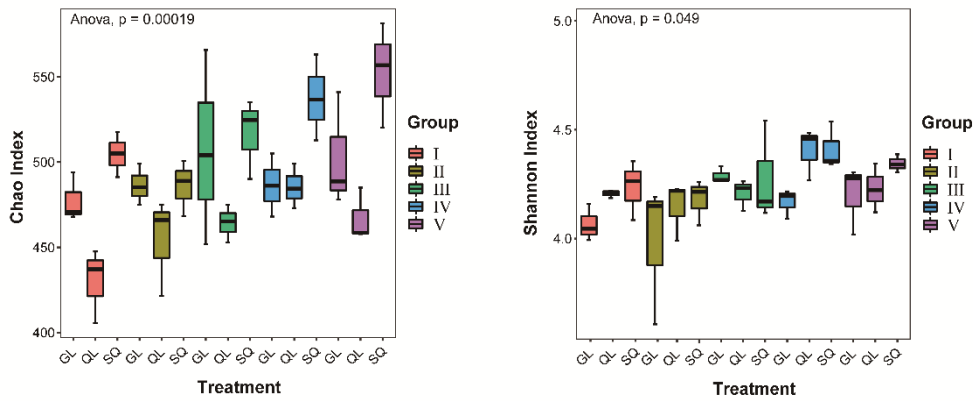 Anova, p = 0.00019
Chao Index
550
500
450
400
GL QL SQ GL QL SQ GL QL SQ GL QL SQ GL QL SQ
Treatment
Group
I
II
III
IV
V
Anova, p = 0.049
Shannon Index
5.0
4.5
4.0
GL QL SQ GL QL SQ GL QL SQ GL QL SQ GL QL SQ
Treatment
Group
I
II
III
IV
V